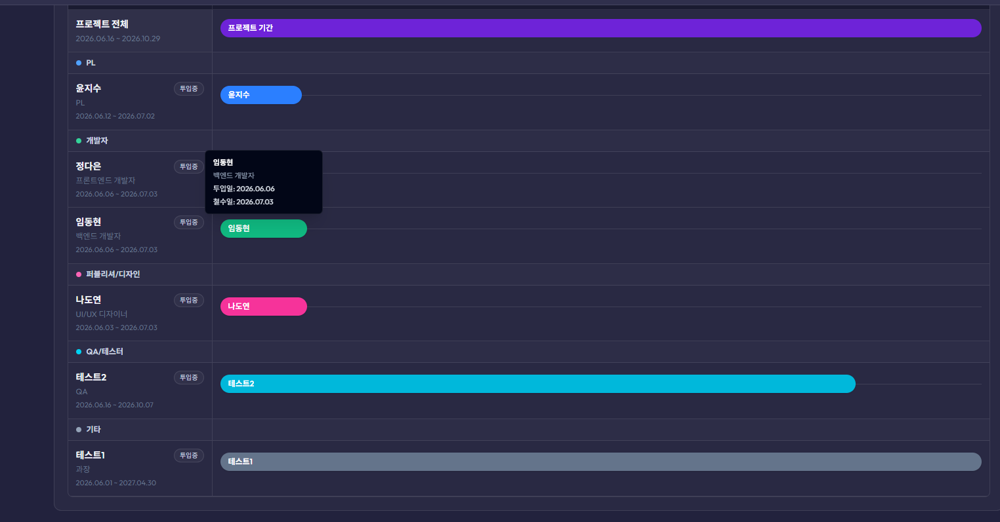 프로젝트 전체
2026.06.16 ~ 2026.10.29
프로젝트 기간
PL
윤지수
투입중
PL
2026.06.12 ~ 2026.07.02
윤지수
개발자
정다은
투입중
프론트엔드 개발자
2026.06.06 ~ 2026.07.03
임동현
백엔드 개발자
투입일: 2026.06.06
철수일: 2026.07.03
임동현
투입중
백엔드 개발자
2026.06.06 ~ 2026.07.03
임동현
퍼블리셔/디자인
나도연
투입중
UI/UX 디자이너
2026.06.03 ~ 2026.07.03
나도연
QA/테스터
테스트2
투입중
QA
2026.06.16 ~ 2026.10.07
테스트2
기타
테스트1
투입중
과장
2026.06.01 ~ 2027.04.30
테스트1